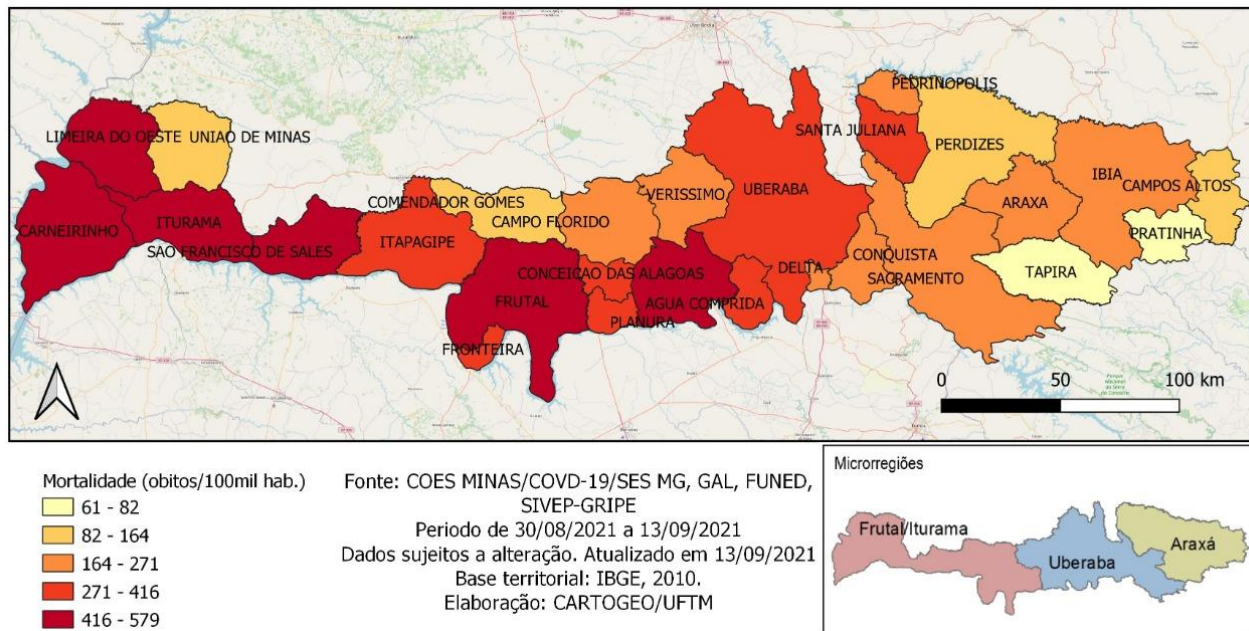 PEDRINOPOLIS
LIMEIRA DO OESTE
UNIAO DE MINAS
SANTA JULIANA
PERDIZES
IBIA
CAMPOS ALTOS
COMENDADOR GOMES
VERISSIMO
UBERABA
ARAXA
CARNEIRINHO
ITURAMA
CAMPO FLORIDO
SAO FRANCISCO DE SALES
ITAPAGIPE
CONQUISTA
PRATINHA
CONCEICAO DAS ALAGOAS
DELTA
SACRAMENTO
TAPIRA
FRUTAL
AGUA COMPRIDA
PLANURA
FRONTEIRA
0 50 100 km
Mortalidade (obitos/100mil hab.)
61 - 82
82 - 164
164 - 271
271 - 416
416 - 579
Fonte: COES MINAS/COVD-19/SES MG, GAL, FUNED,
SIVEP-GRIPE
Periodo de 30/08/2021 a 13/09/2021
Dados sujeitos a alteração. Atualizado em 13/09/2021
Base territorial: IBGE, 2010.
Elaboração: CARTOGEO/UFTM
Microrregiões
Frutal/Iturama
Uberaba
Araxá